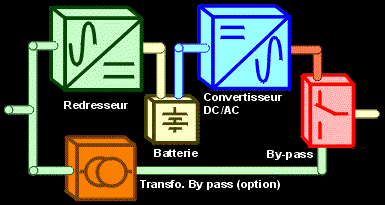 Redresseur
Convertisseur
DC/AC
Batterie
By-pass
Transfo. By pass (option)